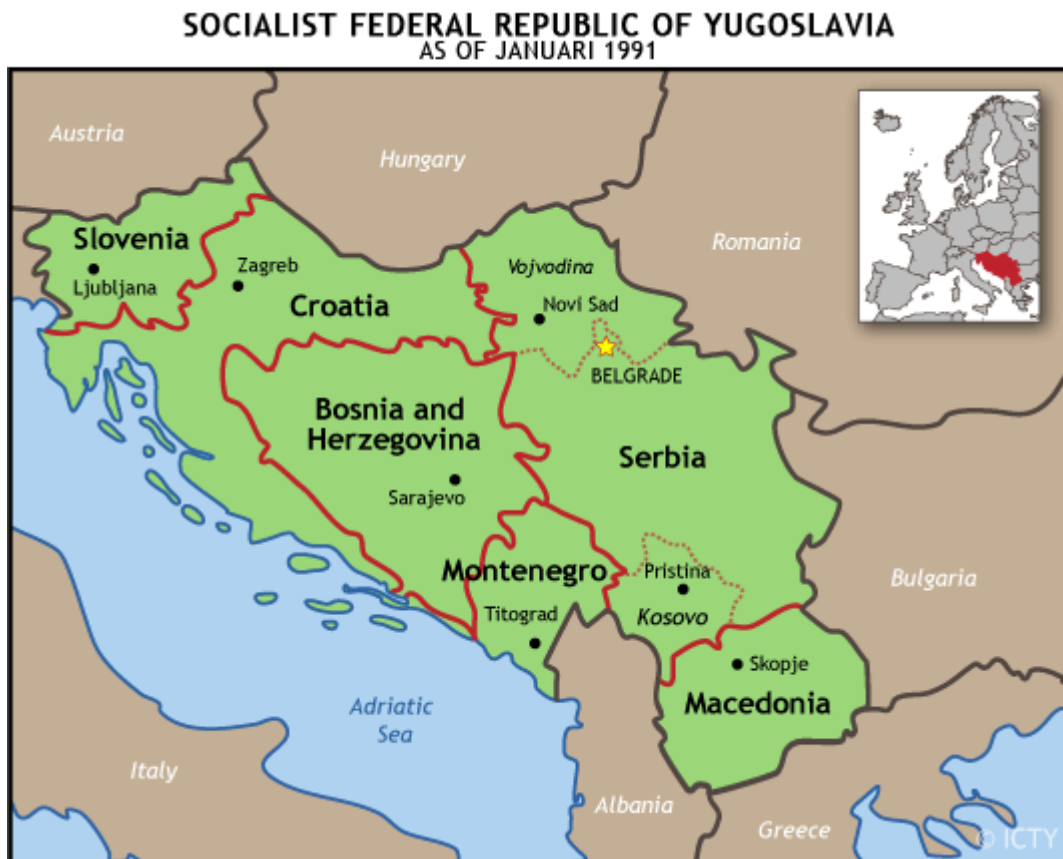 SOCIALIST FEDERAL REPUBLIC OF YUGOSLAVIA
AS OF JANUARI 1991
Austria
Hungary
Romania
Slovenia
Ljubljana
Zagreb
Croatia
Vojvodina
Novi Sad
BELGRADE
Bosnia and
Herzegovina
Sarajevo
Serbia
Montenegro
Titograd
Pristina
Kosovo
Bulgaria
Skopje
Macedonia
Adriatic
Sea
Italy
Albania
Greece
© ICTY